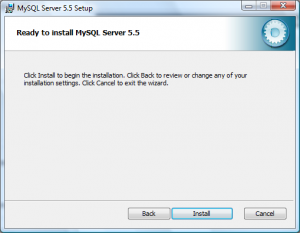 MySQL Server 5.5 Setup
Ready to install MySQL Server 5.5
Click Install to begin the installation. Click Back to review or change any of your
installation settings. Click Cancel to exit the wizard.
Back Install Cancel